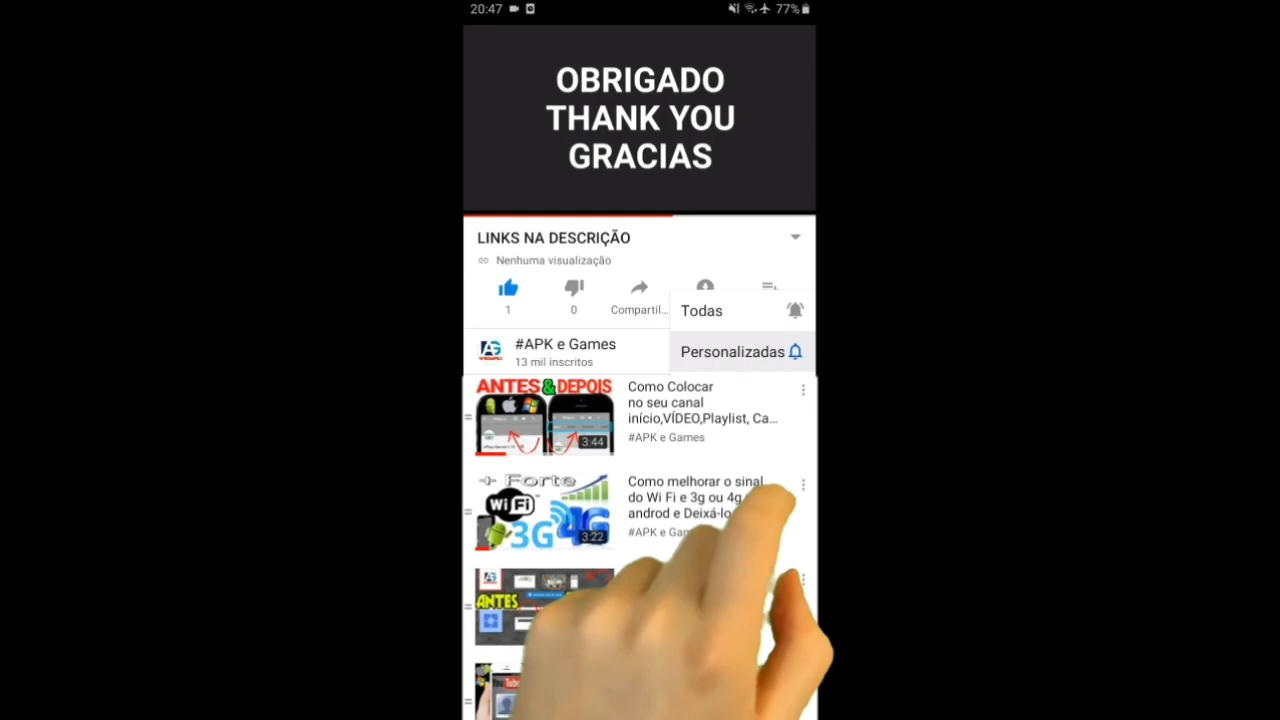 20:47
77%
OBRIGADO
THANK YOU
GRACIAS
LINKS NA DESCRIÇÃO
Nenhuma visualização
1
0
Compartil...
Todas
Personalizadas
#APK e Games
13 mil inscritos
ANTES & DEPOIS
3:44
Como Colocar
no seu canal
início,VÍDEO,Playlist, Ca...
#APK e Games
+ Forte
WiFi
3G 4G
3:22
Como melhorar o sinal
do Wi Fi e 3g ou 4g
androd e Deixá-lo
#APK e Gam
ANTES